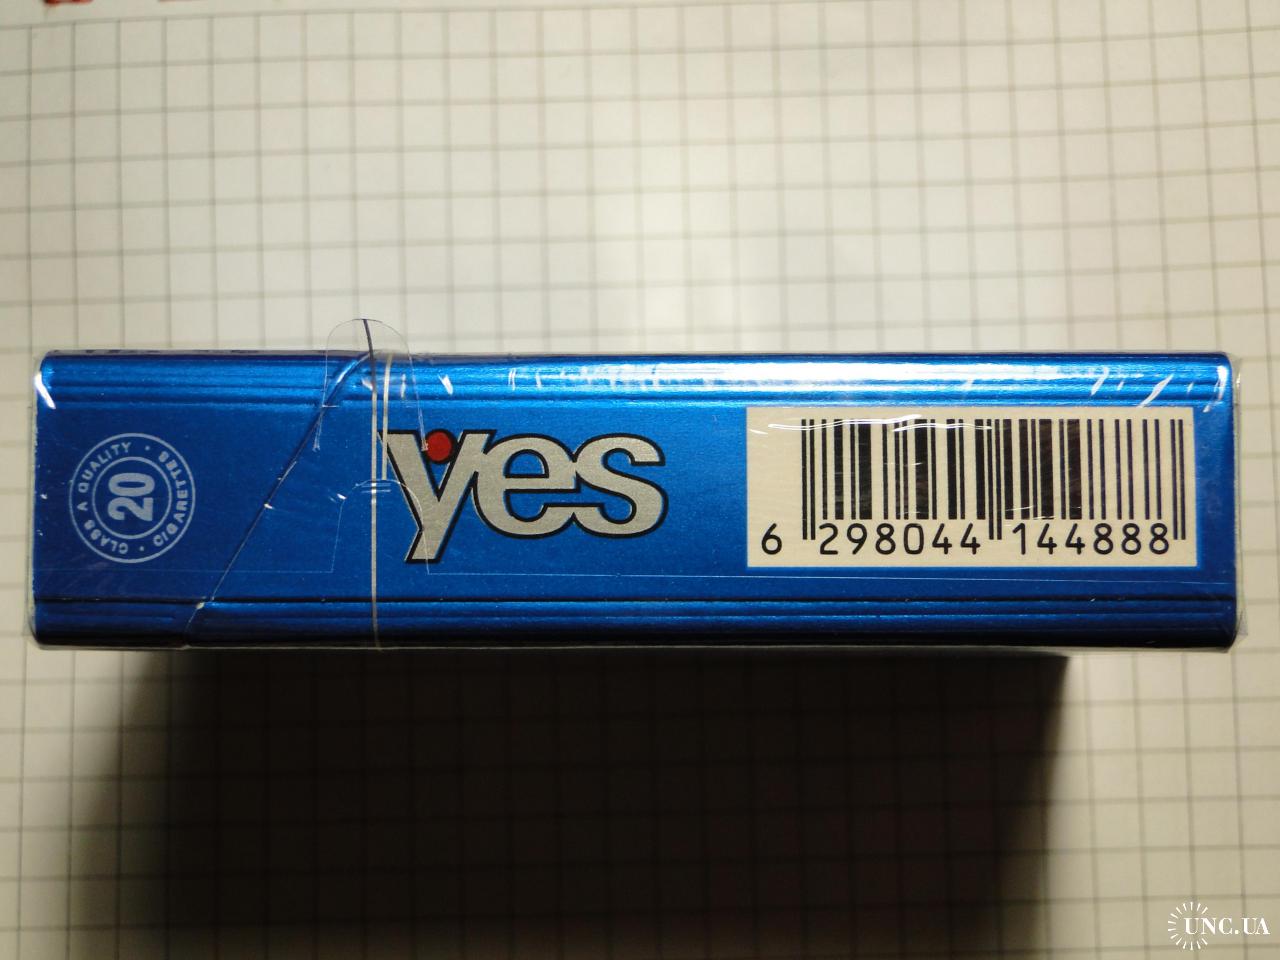 CLASS A QUALITY • CIGARETTES •
20
yes
6 298044 144888
UNC.UA